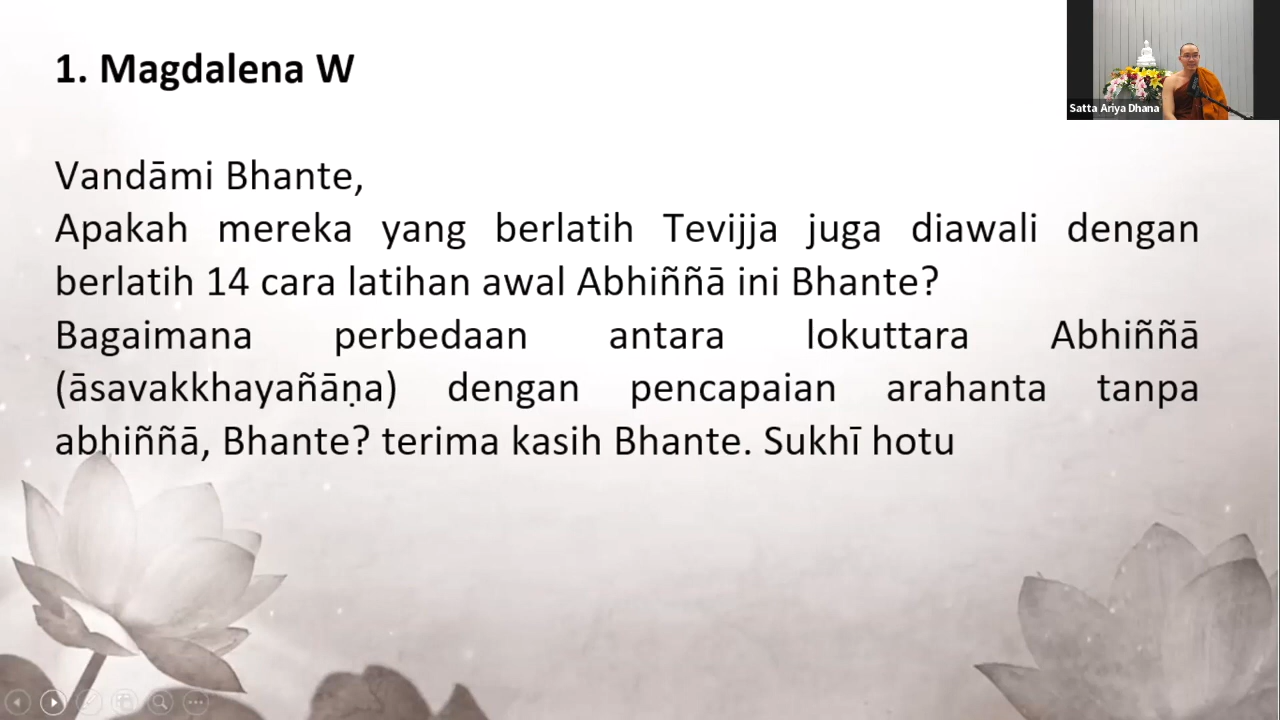 1. Magdalena W
Satta Ariya Dhana
Vandāmi Bhante,
Apakah mereka yang berlatih Tevijja juga diawali dengan
berlatih 14 cara latihan awal Abhiññā ini Bhante?
Bagaimana perbedaan antara lokuttara Abhiññā
(āsavakkhayañāṇa) dengan pencapaian arahanta tanpa
abhiññā, Bhante? terima kasih Bhante. Sukhī hotu